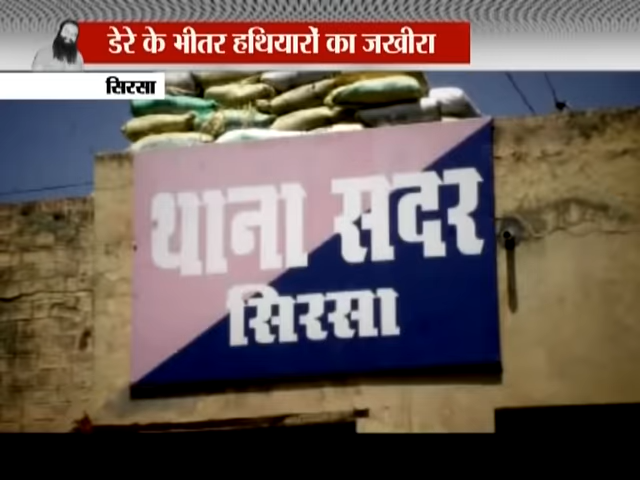 डेरे के भीतर हथियारों का जखीरा
सिरसा
थाना सदर
सिरसा